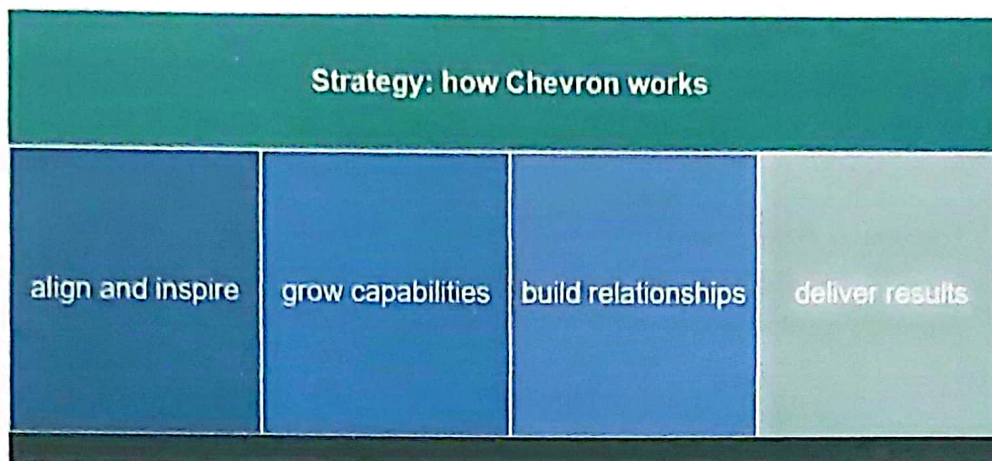 Strategy: how Chevron works
align and inspire
grow capabilities
build relationships
deliver results